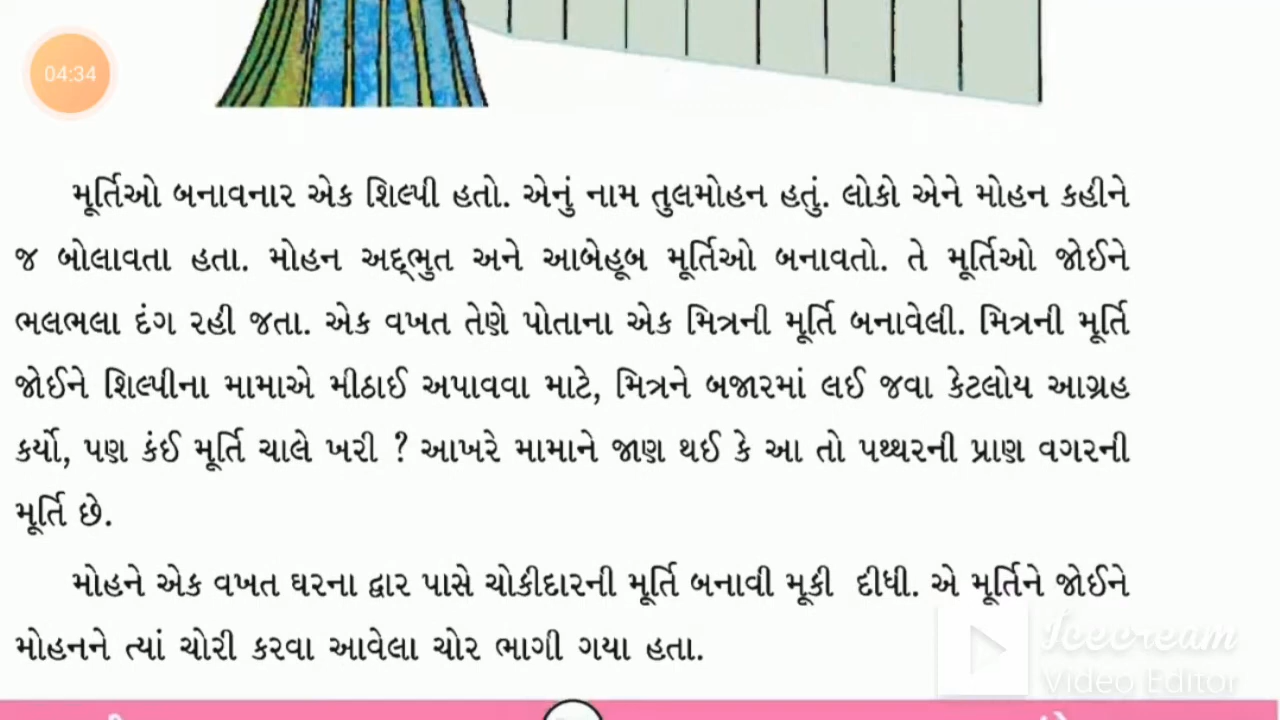 04:34
મૂર્તિઓ બનાવનાર એક શિલ્પી હતો. એનું નામ તુલમોહન હતું. લોકો એને મોહન કહીને
જ બોલાવતા હતા. મોહન અદ્ભુત અને આબેહૂબ મૂર્તિઓ બનાવતો. તે મૂર્તિઓ જોઈને
ભલભલા દંગ રહી જતા. એક વખત તેણે પોતાના એક મિત્રની મૂર્તિ બનાવેલી. મિત્રની મૂર્તિ
જોઈને શિલ્પીના મામાએ મીઠાઈ અપાવવા માટે, મિત્રને બજારમાં લઈ જવા કેટલોય આગ્રહ
કર્યો, પણ કંઈ મૂર્તિ ચાલે ખરી ? આખરે મામાને જાણ થઈ કે આ તો પથ્થરની પ્રાણ વગરની
મૂર્તિ છે.
મોહને એક વખત ઘરના દ્વાર પાસે ચોકીદારની મૂર્તિ બનાવી મૂકી દીધી. એ મૂર્તિને જોઈને
મોહનને ત્યાં ચોરી કરવા આવેલા ચોર ભાગી ગયા હતા.
Icecream
Video Editor